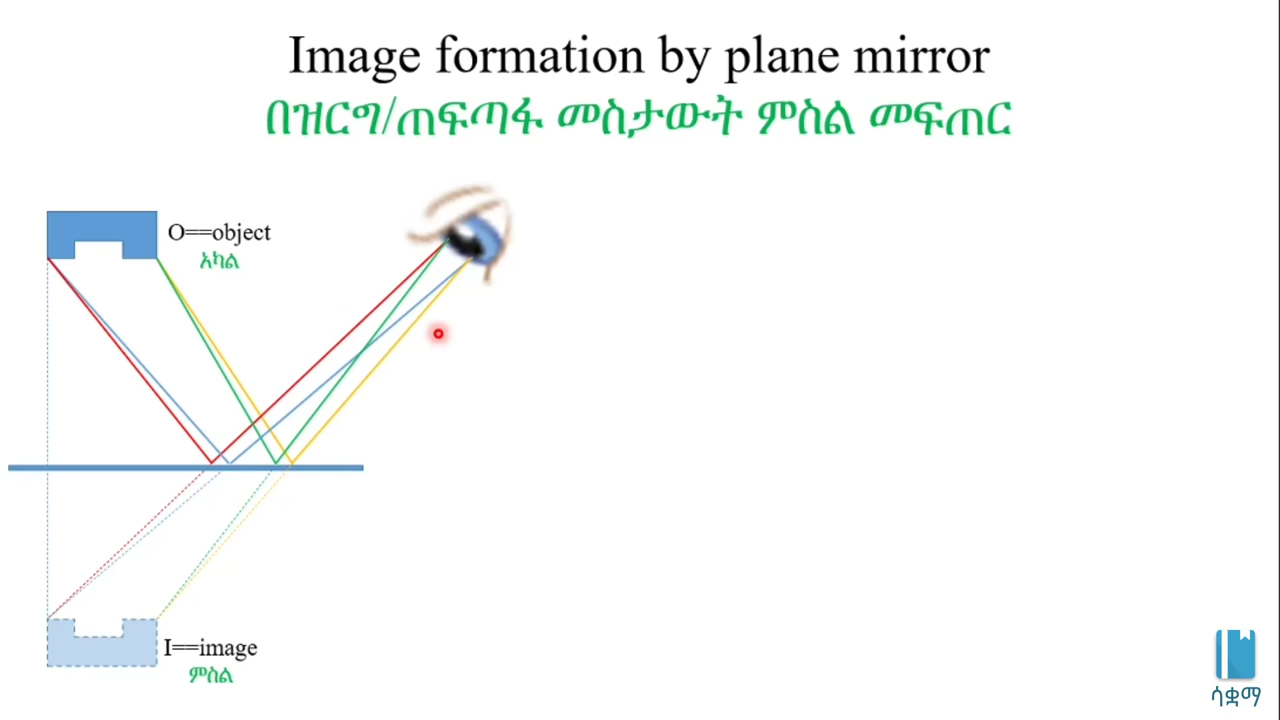 Image formation by plane mirror
በዝርግ/ጠፍጣፋ መስታውት ምስል መፍጠር
O==object
አካል
I==image
ምስል
ሳቋማ